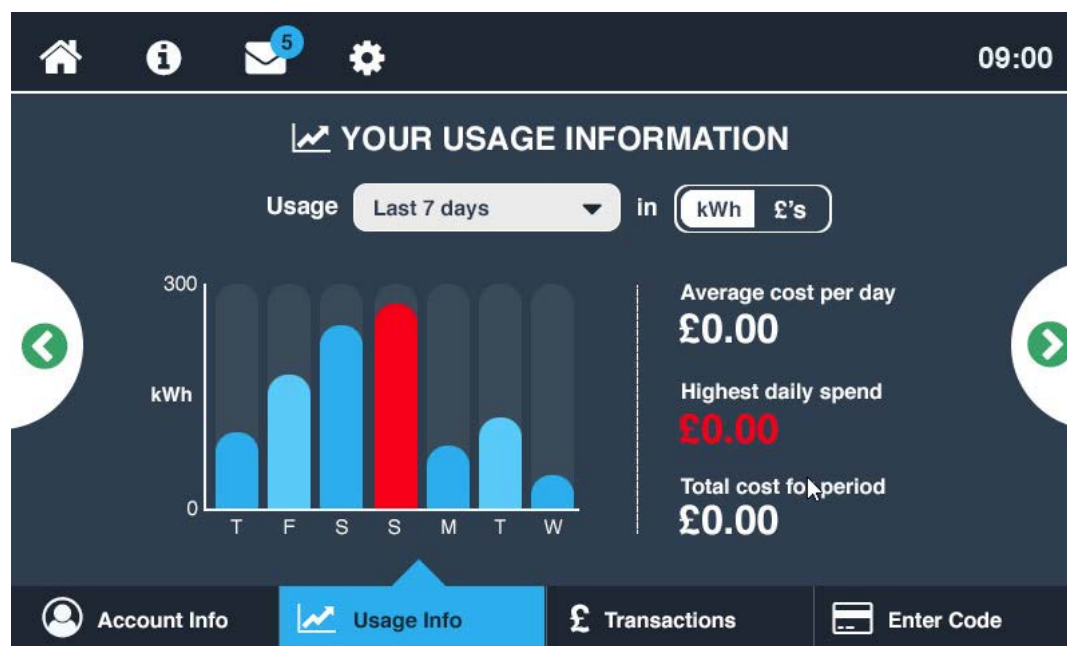 5
09:00
YOUR USAGE INFORMATION
Usage Last 7 days in kWh £'s
300
kWh
0
T F S S M T W
Average cost per day
£0.00
Highest daily spend
£0.00
Total cost for period
£0.00
Account Info Usage Info £ Transactions Enter Code